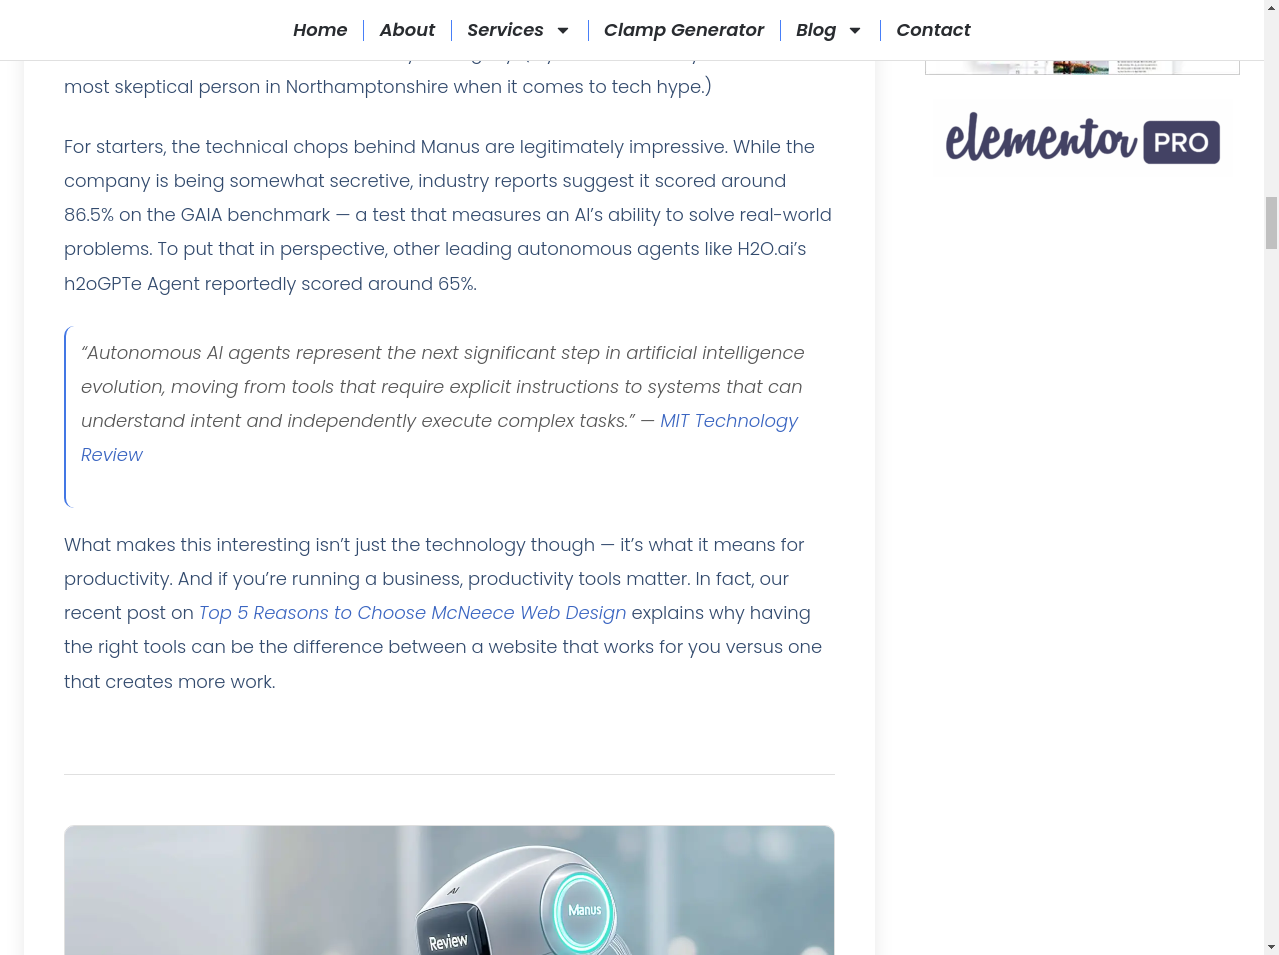 Home
About
Services
Clamp Generator
Blog
Contact
most skeptical person in Northamptonshire when it comes to tech hype.)
For starters, the technical chops behind Manus are legitimately impressive. While the
company is being somewhat secretive, industry reports suggest it scored around
86.5% on the GAIA benchmark — a test that measures an AI’s ability to solve real-world
problems. To put that in perspective, other leading autonomous agents like H2O.ai’s
h2oGPTe Agent reportedly scored around 65%.
“Autonomous AI agents represent the next significant step in artificial intelligence
evolution, moving from tools that require explicit instructions to systems that can
understand intent and independently execute complex tasks.” — MIT Technology
Review
What makes this interesting isn’t just the technology though — it’s what it means for
productivity. And if you’re running a business, productivity tools matter. In fact, our
recent post on Top 5 Reasons to Choose McNeece Web Design explains why having
the right tools can be the difference between a website that works for you versus one
that creates more work.
AI
Manus
Review
elementor PRO